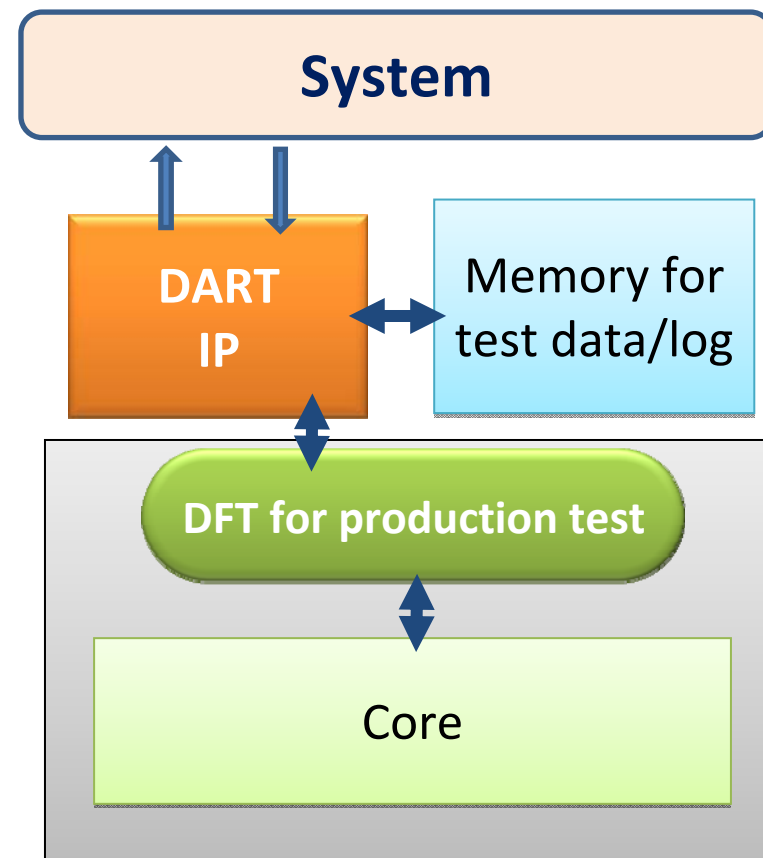 System
DART
IP
Memory for
test data/log
DFT for production test
Core